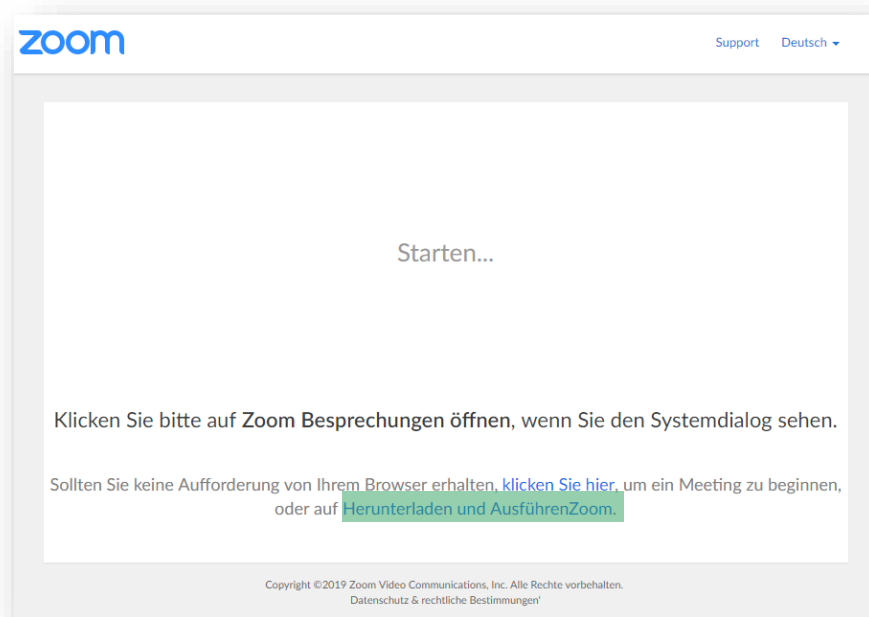 zoom
Support Deutsch
Starten...
Klicken Sie bitte auf Zoom Besprechungen öffnen, wenn Sie den Systemdialog sehen.
Sollten Sie keine Aufforderung von Ihrem Browser erhalten, klicken Sie hier, um ein Meeting zu beginnen,
oder auf Herunterladen und AusführenZoom.
Copyright ©2019 Zoom Video Communications, Inc. Alle Rechte vorbehalten.
Datenschutz & rechtliche Bestimmungen'